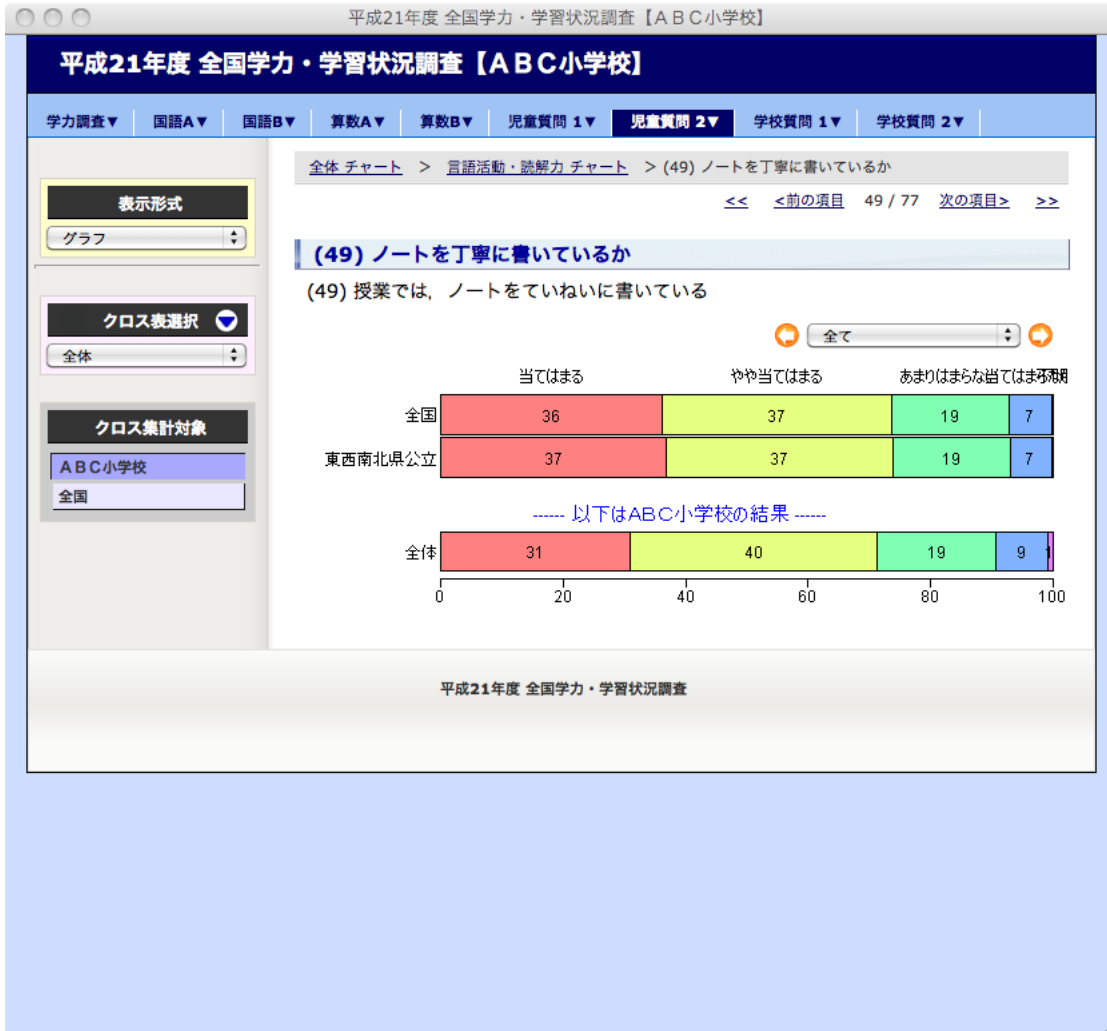 平成21年度 全国学力・学習状況調査【ＡＢＣ小学校】
平成21年度 全国学力・学習状況調査【ＡＢＣ小学校】
学力調査▼ 国語A▼ 国語B▼ 算数A▼ 算数B▼ 児童質問 1▼ 児童質問 2▼ 学校質問 1▼ 学校質問 2▼
全体 チャート > 言語活動・読解力 チャート > (49) ノートを丁寧に書いているか
<< <前の項目 49 / 77 次の項目> >>
表示形式
グラフ
クロス表選択
全体
クロス集計対象
ＡＢＣ小学校
全国
(49) ノートを丁寧に書いているか
(49) 授業では，ノートをていねいに書いている
全て
当てはまる やや当てはまる あまりはまらな
全国 36 37 19 7
東西南北県公立 37 37 19 7
------ 以下はABC小学校の結果 ------
全体 31 40 19 9 1
0 20 40 60 80 100
平成21年度 全国学力・学習状況調査